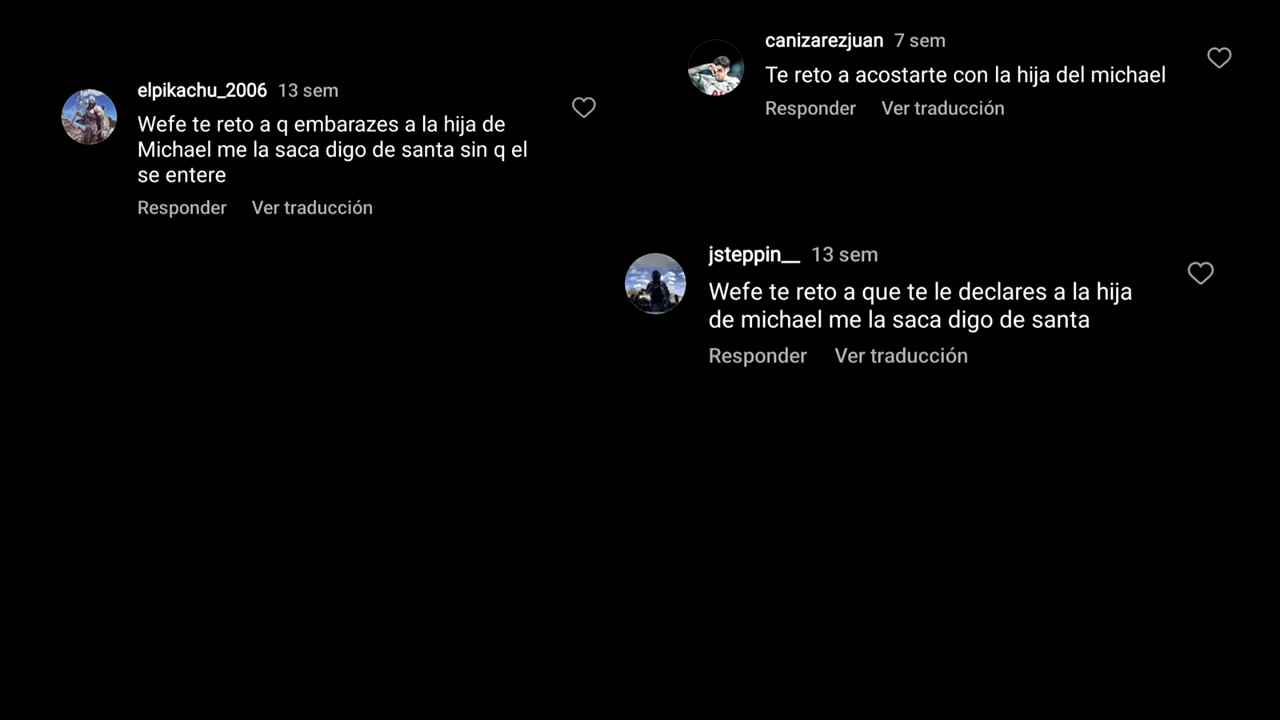 elpikachu_2006 13 sem
Wefe te reto a q embarazes a la hija de
Michael me la saca digo de santa sin q el
se entere
Responder Ver traducción
canizarezjuan 7 sem
Te reto a acostarte con la hija del michael
Responder Ver traducción
jsteppin__ 13 sem
Wefe te reto a que te le declares a la hija
de michael me la saca digo de santa
Responder Ver traducción